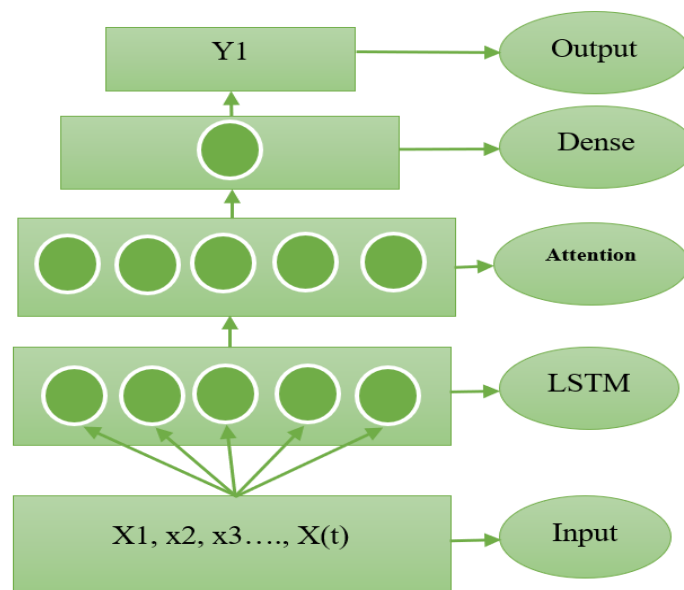 Y1
Output
Dense
Attention
LSTM
X1, x2, x3…., X(t)
Input